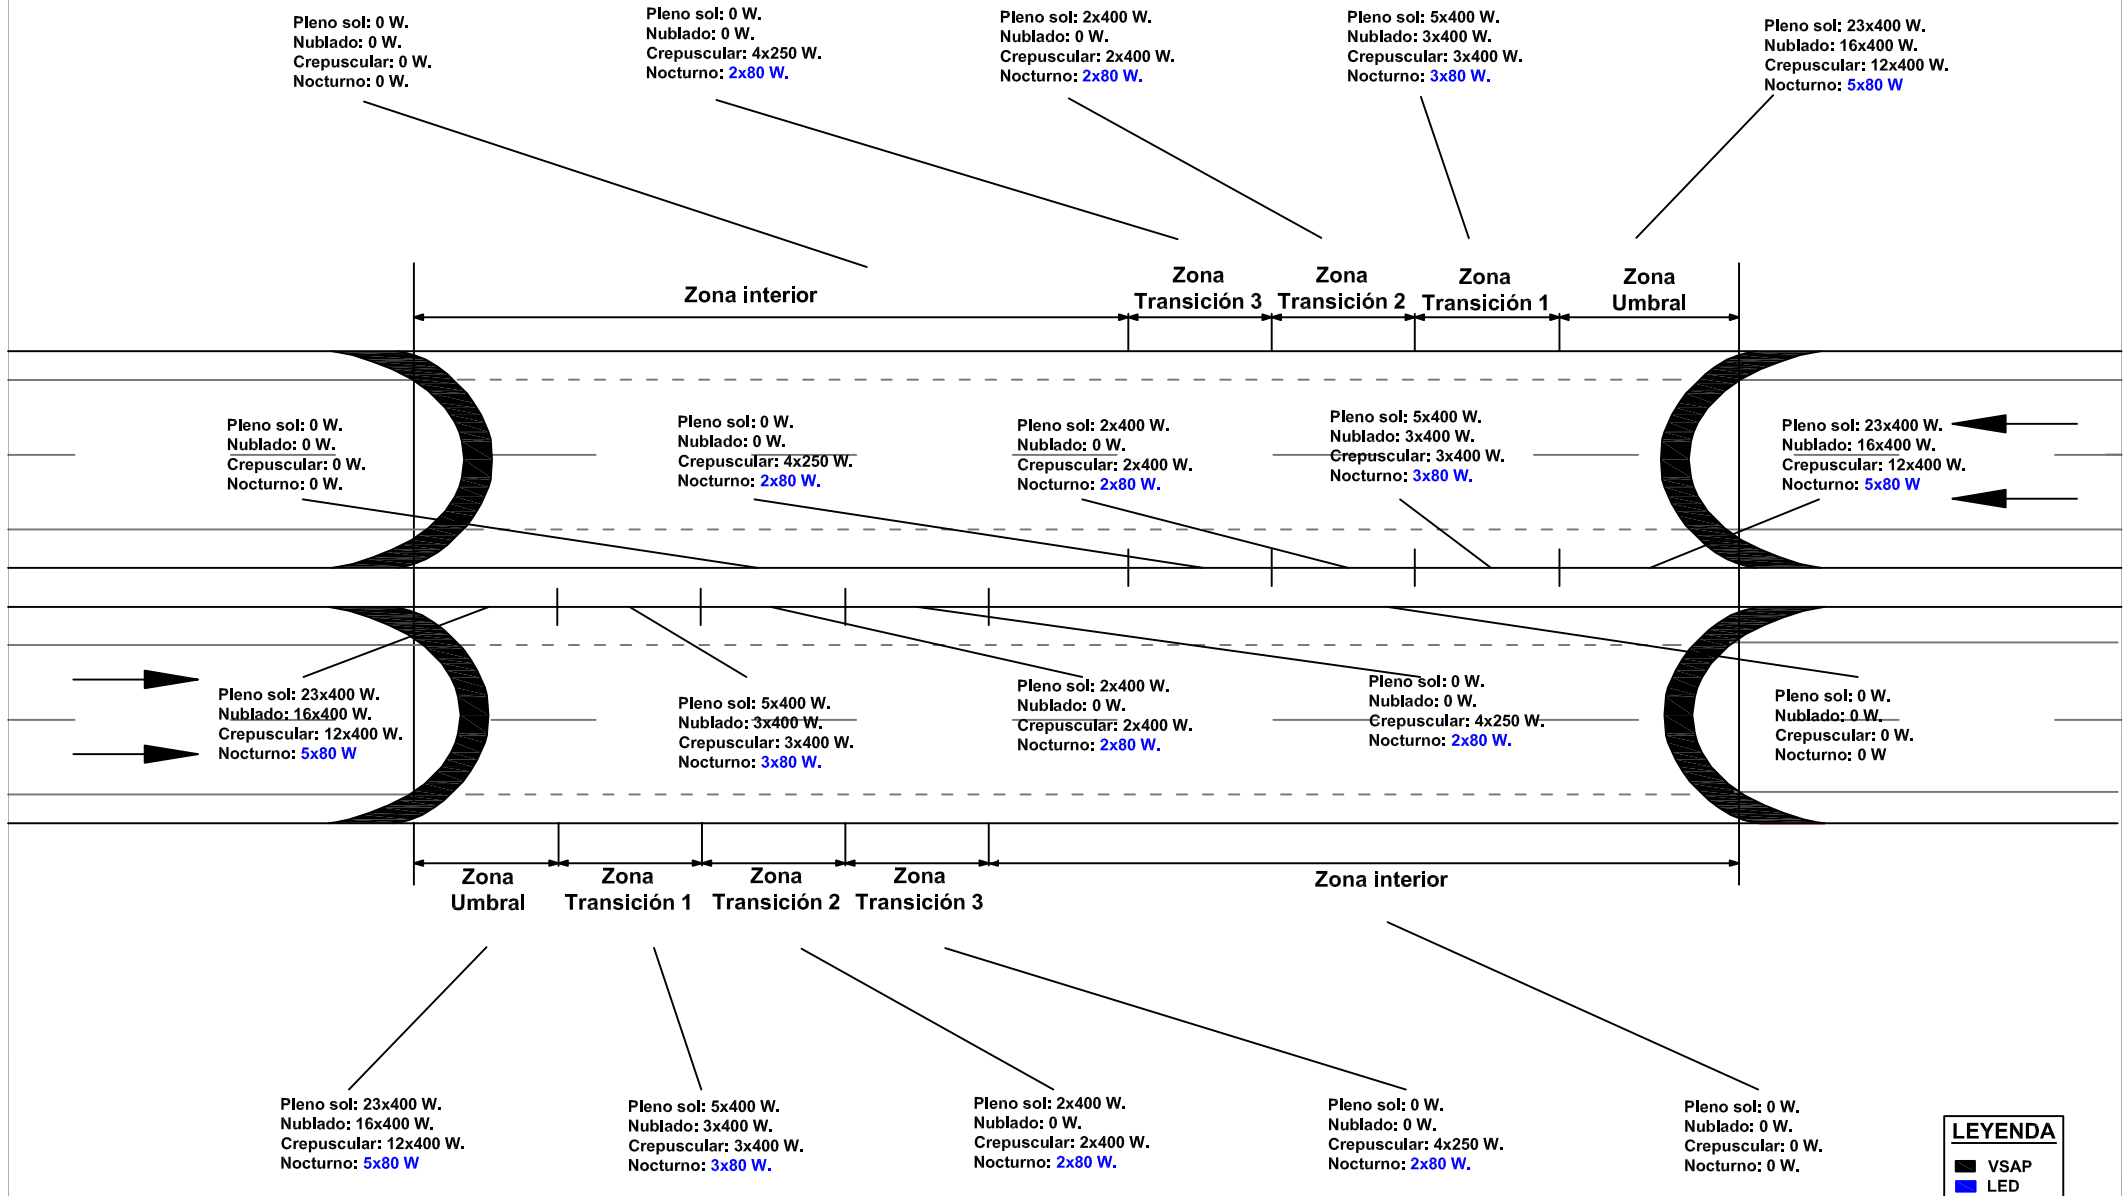 Pleno sol: 0 W.
Nublado: 0 W.
Crepuscular: 0 W.
Nocturno: 0 W.
Pleno sol: 0 W.
Nublado: 0 W.
Crepuscular: 4x250 W.
Nocturno: 2x80 W.
Pleno sol: 2x400 W.
Nublado: 0 W.
Crepuscular: 2x400 W.
Nocturno: 2x80 W.
Pleno sol: 5x400 W.
Nublado: 3x400 W.
Crepuscular: 3x400 W.
Nocturno: 3x80 W.
Pleno sol: 23x400 W.
Nublado: 16x400 W.
Crepuscular: 12x400 W.
Nocturno: 5x80 W
Zona interior
Zona
Transición 3
Zona
Transición 2
Zona
Transición 1
Zona
Umbral
Pleno sol: 0 W.
Nublado: 0 W.
Crepuscular: 0 W.
Nocturno: 0 W.
Pleno sol: 0 W.
Nublado: 0 W.
Crepuscular: 4x250 W.
Nocturno: 2x80 W.
Pleno sol: 2x400 W.
Nublado: 0 W.
Crepuscular: 2x400 W.
Nocturno: 2x80 W.
Pleno sol: 5x400 W.
Nublado: 3x400 W.
Crepuscular: 3x400 W.
Nocturno: 3x80 W.
Pleno sol: 23x400 W.
Nublado: 16x400 W.
Crepuscular: 12x400 W.
Nocturno: 5x80 W
Pleno sol: 23x400 W.
Nublado: 16x400 W.
Crepuscular: 12x400 W.
Nocturno: 5x80 W
Pleno sol: 5x400 W.
Nublado: 3x400 W.
Crepuscular: 3x400 W.
Nocturno: 3x80 W.
Pleno sol: 2x400 W.
Nublado: 0 W.
Crepuscular: 2x400 W.
Nocturno: 2x80 W.
Pleno sol: 0 W.
Nublado: 0 W.
Crepuscular: 4x250 W.
Nocturno: 2x80 W.
Pleno sol: 0 W.
Nublado: 0 W.
Crepuscular: 0 W.
Nocturno: 0 W
Zona
Umbral
Zona
Transición 1
Zona
Transición 2
Zona
Transición 3
Zona interior
Pleno sol: 23x400 W.
Nublado: 16x400 W.
Crepuscular: 12x400 W.
Nocturno: 5x80 W
Pleno sol: 5x400 W.
Nublado: 3x400 W.
Crepuscular: 3x400 W.
Nocturno: 3x80 W.
Pleno sol: 2x400 W.
Nublado: 0 W.
Crepuscular: 2x400 W.
Nocturno: 2x80 W.
Pleno sol: 0 W.
Nublado: 0 W.
Crepuscular: 4x250 W.
Nocturno: 2x80 W.
Pleno sol: 0 W.
Nublado: 0 W.
Crepuscular: 0 W.
Nocturno: 0 W.
LEYENDA
VSAP
LED